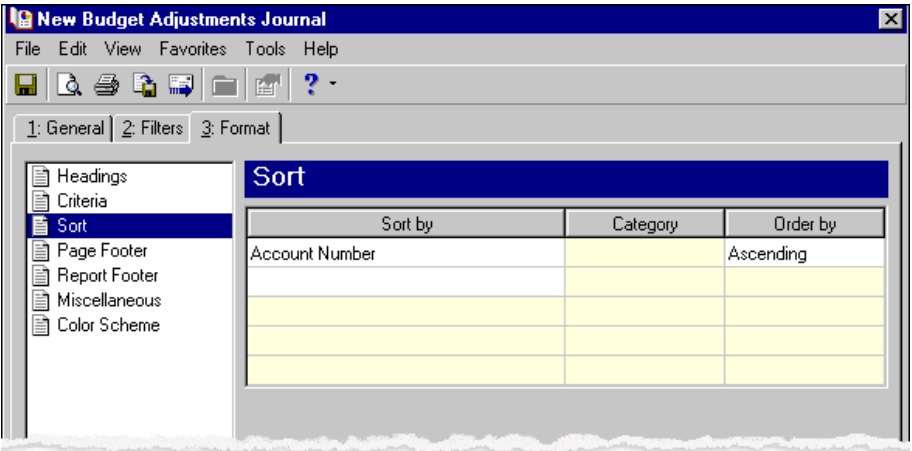 New Budget Adjustments Journal
File Edit View Favorites Tools Help
?
1: General 2: Filters 3: Format
Headings
Criteria
Sort
Page Footer
Report Footer
Miscellaneous
Color Scheme
Sort
Sort by Category Order by
Account Number Ascending